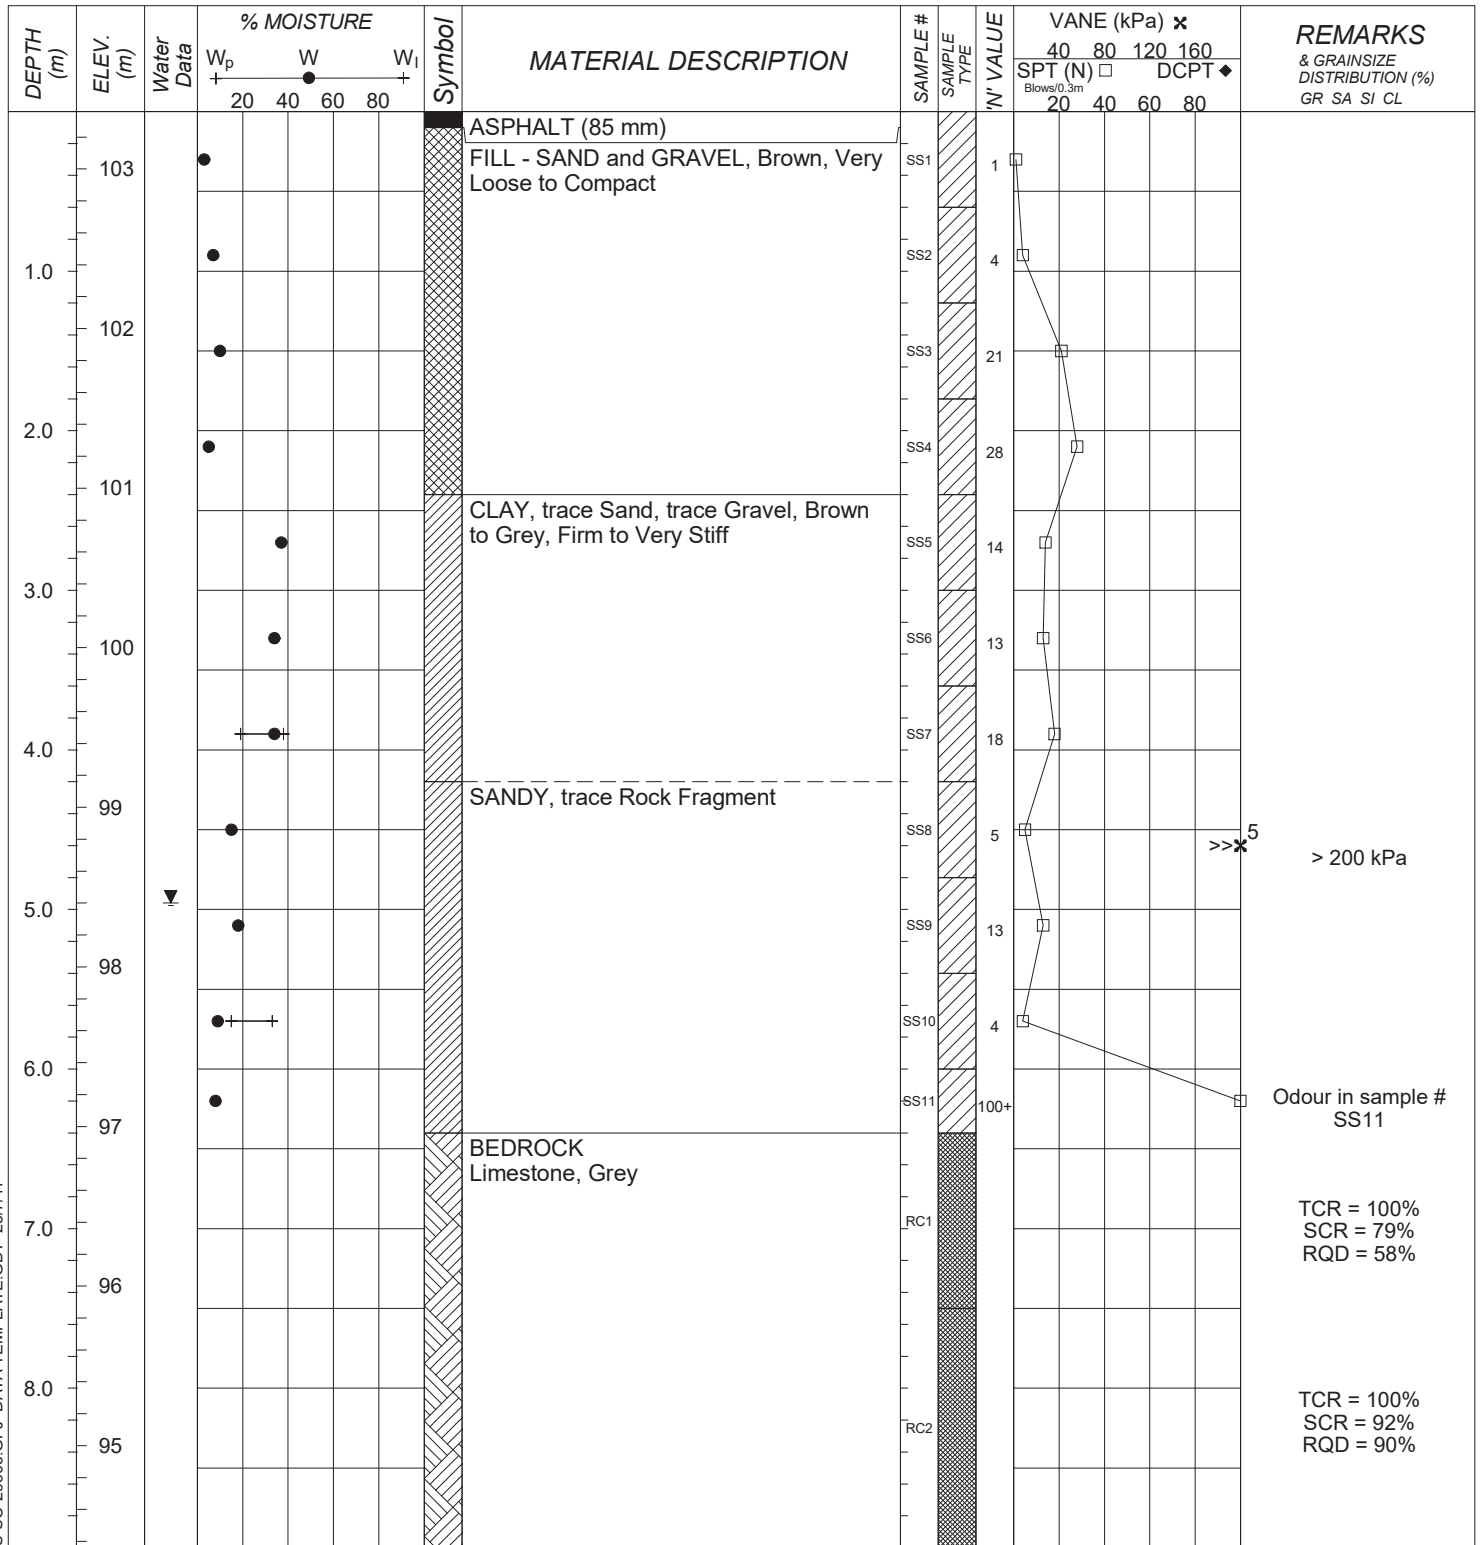 DEPTH (m)
ELEV. (m)
Water Data
% MOISTURE
Wp W Wl
20 40 60 80
Symbol
MATERIAL DESCRIPTION
SAMPLE #
SAMPLE TYPE
'N' VALUE
VANE (kPa)
40 80 120 160
SPT (N) DCPT
Blows/0.3m
20 40 60 80
REMARKS
& GRAINSIZE
DISTRIBUTION (%)
GR SA SI CL
ASPHALT (85 mm)
FILL - SAND and GRAVEL, Brown, Very
Loose to Compact
103
SS1
1
1.0
SS2
4
102
SS3
21
2.0
SS4
28
101
CLAY, trace Sand, trace Gravel, Brown
to Grey, Firm to Very Stiff
SS5
14
3.0
100
SS6
13
4.0
SS7
18
SANDY, trace Rock Fragment
99
SS8
5
5
>>
> 200 kPa
5.0
SS9
13
98
SS10
4
6.0
SS11
100+
Odour in sample #
SS11
97
BEDROCK
Limestone, Grey
7.0
RC1
TCR = 100%
SCR = 79%
RQD = 58%
96
8.0
RC2
TCR = 100%
SCR = 92%
RQD = 90%
95